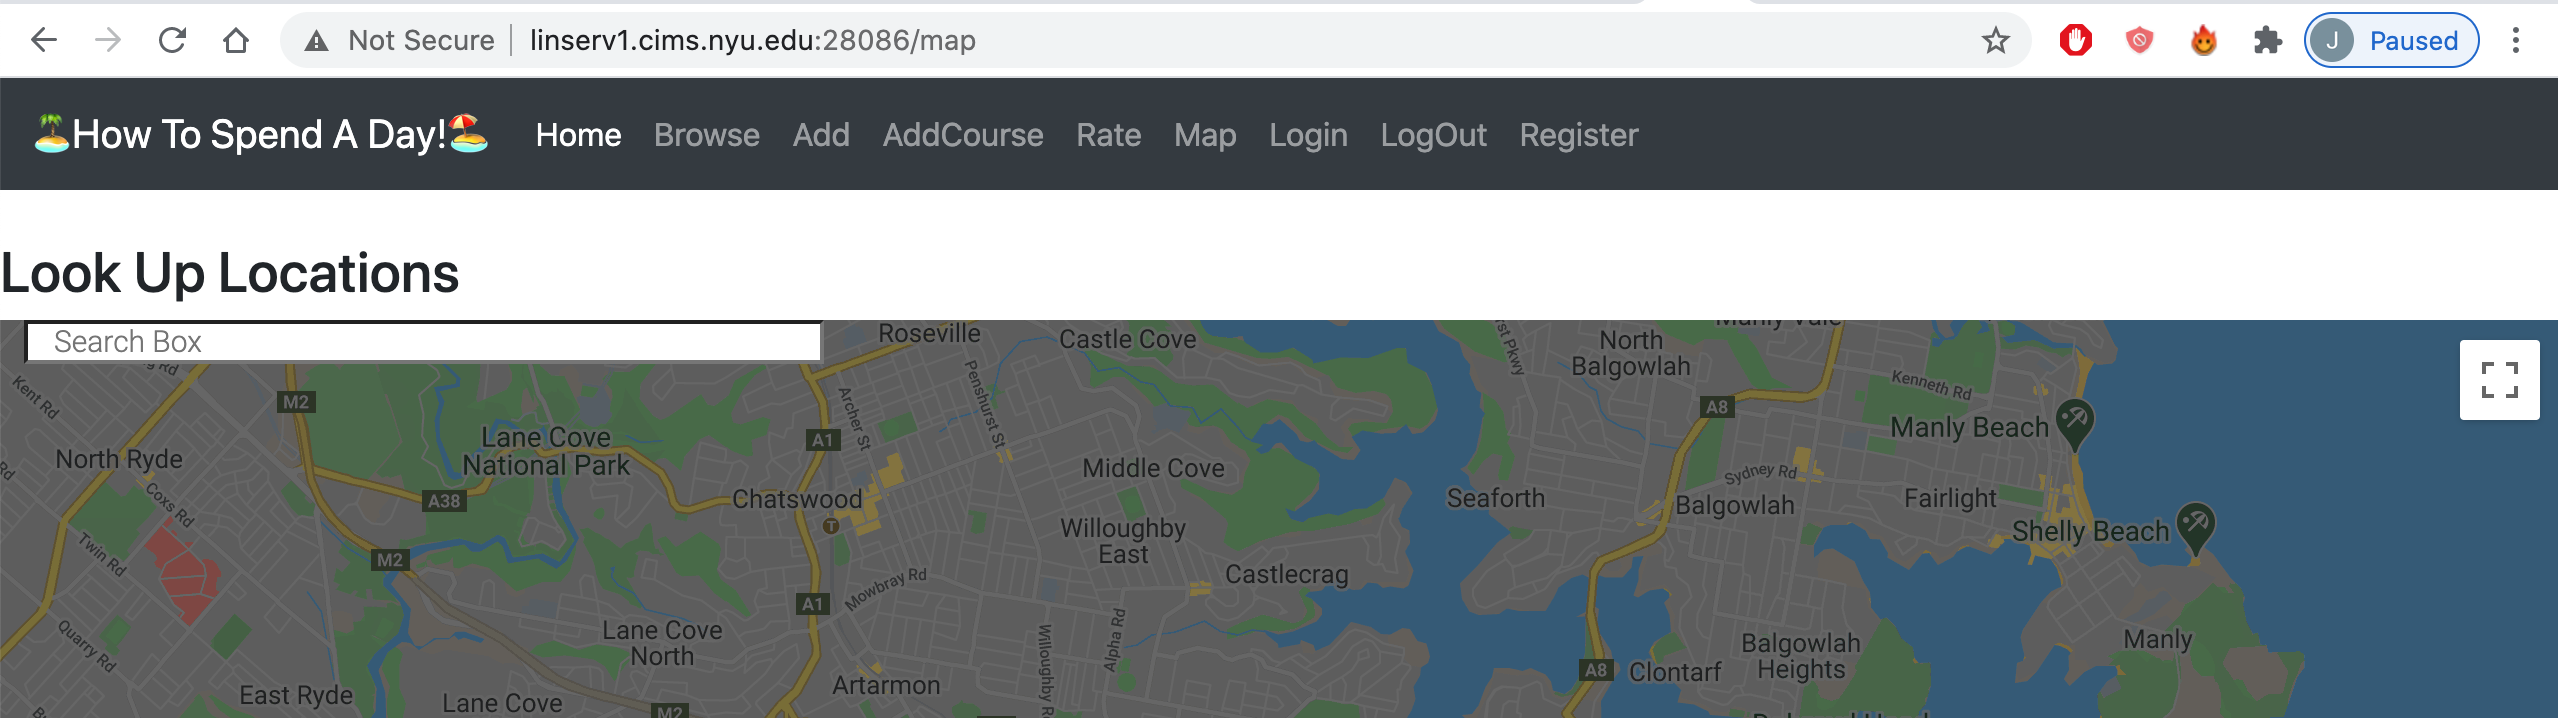 Not Secure linserv1.cims.nyu.edu:28086/map
J Paused
How To Spend A Day! Home Browse Add AddCourse Rate Map Login LogOut Register
Look Up Locations
Search Box
Roseville
Castle Cove
North
Balgowlah
Manly Vale
Kent Rd
M2
Archer St
Penshurst St
A8
Kenneth Rd
Manly Beach
Lane Cove
National Park
A1
North Ryde
Middle Cove
Sydney Rd
Coxs Rd
A38
Chatswood
T
Seaforth
Balgowlah
Fairlight
Willoughby
East
Shelly Beach
Twin Rd
M2
Castlecrag
Mowbray Rd
A1
Quarry Rd
Lane Cove
North
Alpha Rd
Balgowlah
Heights
Manly
A8
Clontarf
East Ryde
Artarmon
Lane Cove
M2